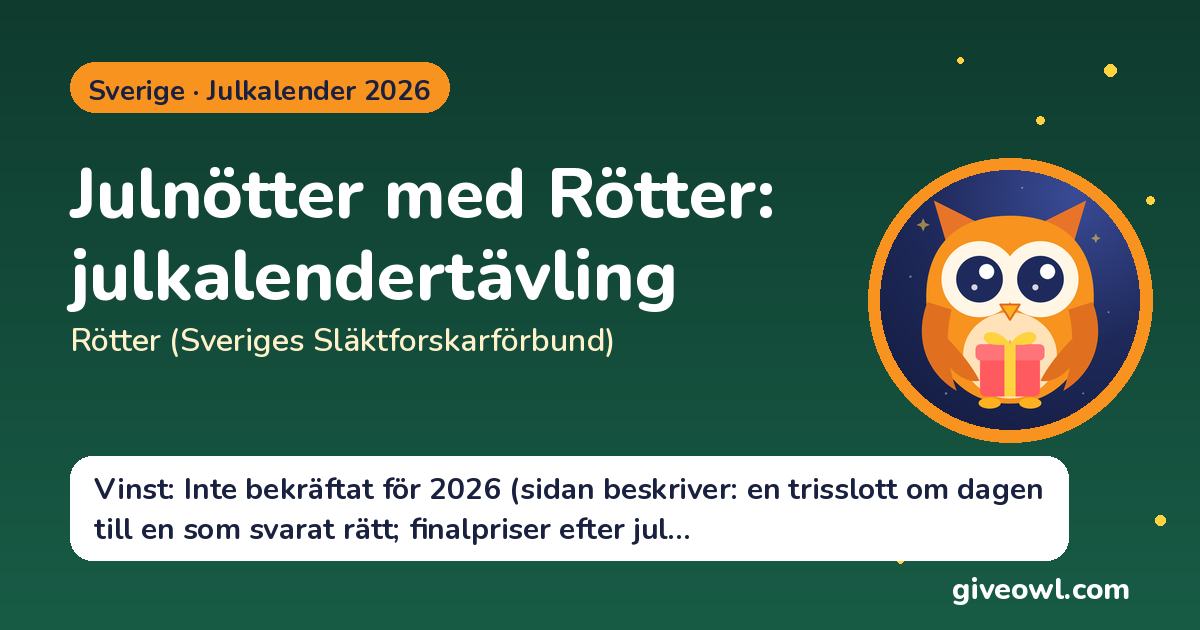 Sverige · Julkalender 2026
Julnötter med Rötter:
julkalendertävling
Rötter (Sveriges Släktforskarförbund)
Vinst: Inte bekräftat för 2026 (sidan beskriver: en trisslott om dagen
till en som svarat rätt; finalpriser efter jul...
giveowl.com